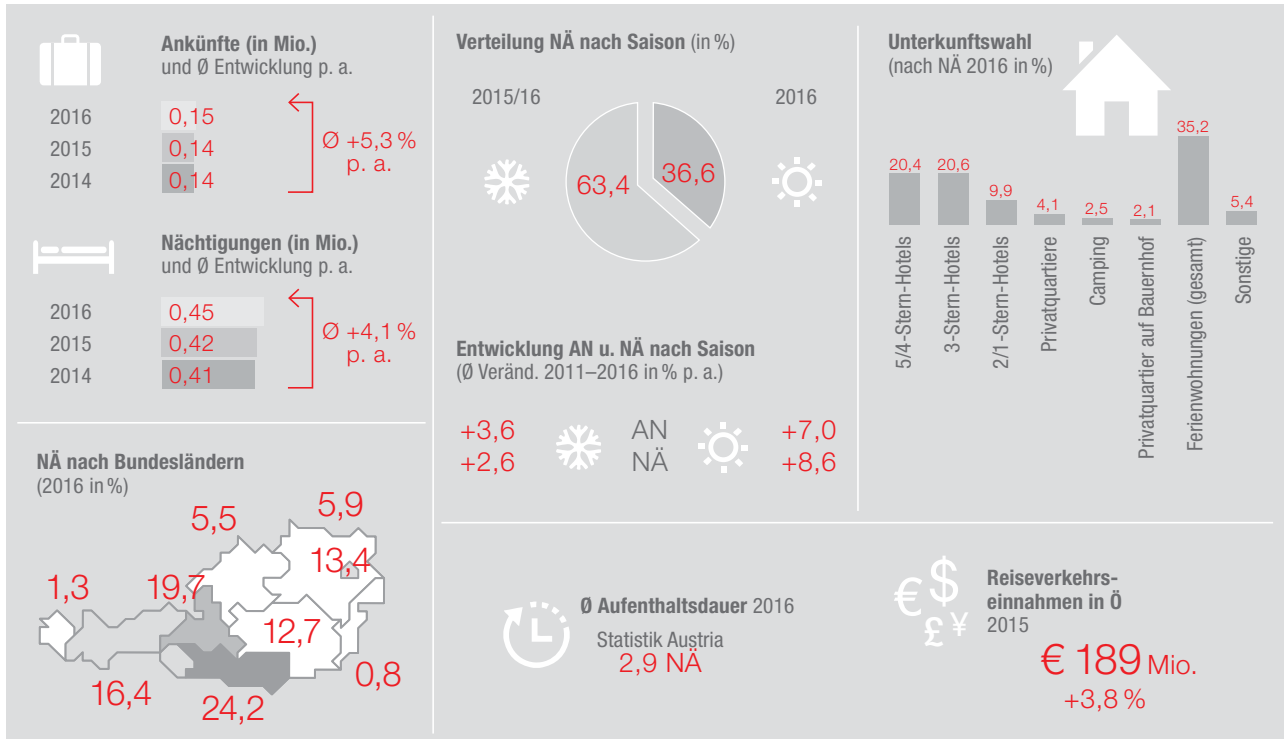 Ankünfte (in Mio.)
und Ø Entwicklung p. a.
2016 0,15
2015 0,14
2014 0,14
Ø +5,3 %
p. a.
Nächtigungen (in Mio.)
und Ø Entwicklung p. a.
2016 0,45
2015 0,42
2014 0,41
Ø +4,1 %
p. a.
NÄ nach Bundesländern
(2016 in %)
5,5
5,9
13,4
1,3
19,7
12,7
16,4
24,2
0,8
Verteilung NÄ nach Saison (in %)
2015/16
2016
63,4
36,6
Entwicklung AN u. NÄ nach Saison
(Ø Veränd. 2011–2016 in % p. a.)
+3,6 AN +7,0
+2,6 NÄ +8,6
Unterkunftswahl
(nach NÄ 2016 in %)
20,4
20,6
9,9
4,1
2,5
2,1
35,2
5,4
5/4-Stern-Hotels
3-Stern-Hotels
2/1-Stern-Hotels
Privatquartiere
Camping
Privatquartier auf Bauernhof
Ferienwohnungen (gesamt)
Sonstige
Ø Aufenthaltsdauer 2016
Statistik Austria
2,9 NÄ
€ $
£ ¥
Reiseverkehrs-
einnahmen in Ö
2015
€ 189 Mio.
+3,8 %